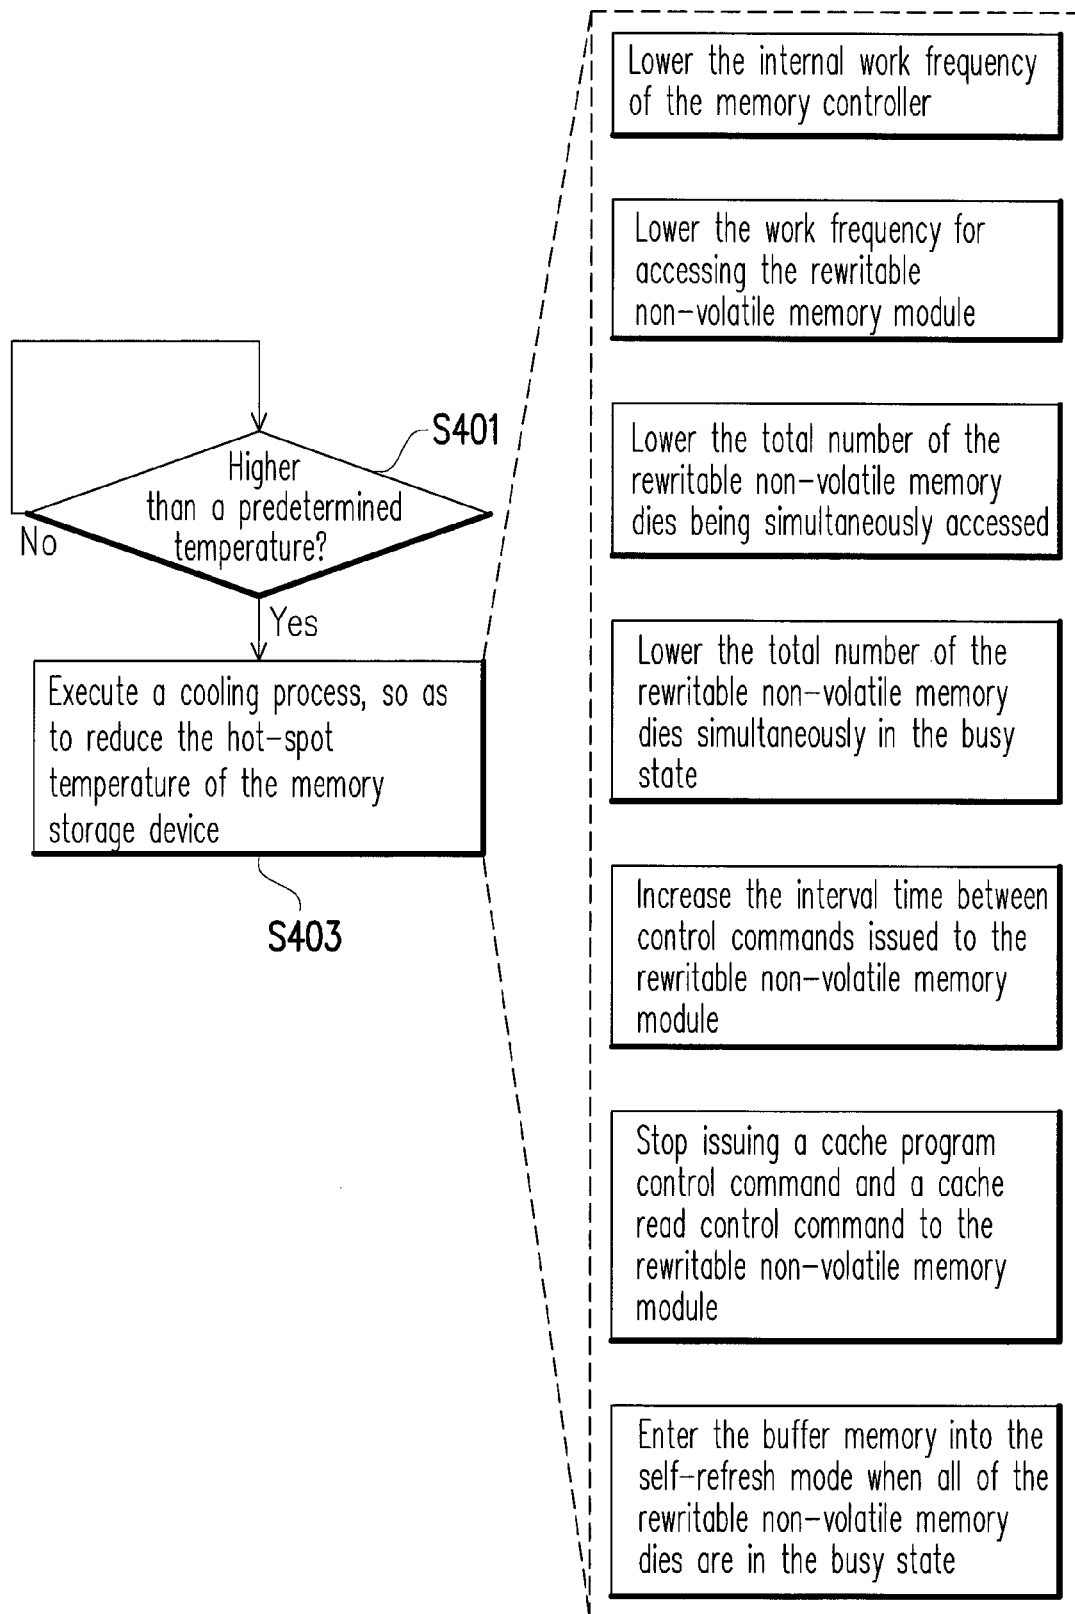 S401
Higher
than a predetermined
temperature?
No
Yes
Execute a cooling process, so as
to reduce the hot-spot
temperature of the memory
storage device
S403
Lower the internal work frequency
of the memory controller
Lower the work frequency for
accessing the rewritable
non-volatile memory module
Lower the total number of the
rewritable non-volatile memory
dies being simultaneously accessed
Lower the total number of the
rewritable non-volatile memory
dies simultaneously in the busy
state
Increase the interval time between
control commands issued to the
rewritable non-volatile memory
module
Stop issuing a cache program
control command and a cache
read control command to the
rewritable non-volatile memory
module
Enter the buffer memory into the
self-refresh mode when all of the
rewritable non-volatile memory
dies are in the busy state